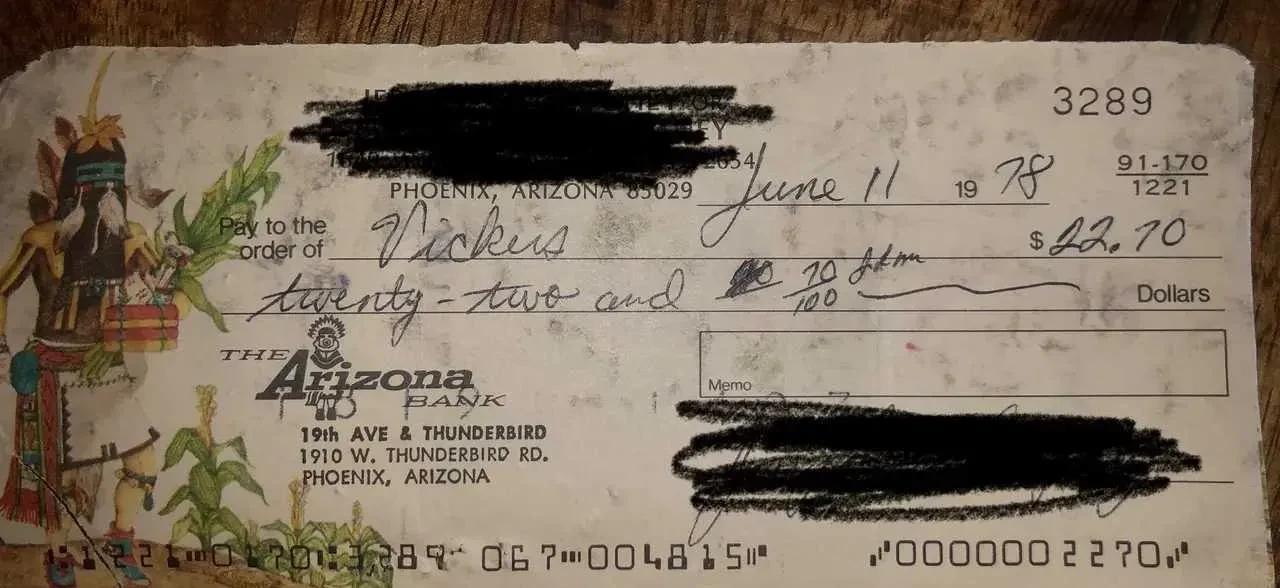 3289
PHOENIX, ARIZONA 85029
June 11 19 78
91-170
1221
Pay to the
order of Vickers $ 22.70
twenty-two and 70/100 Dollars
THE Arizona BANK
Memo
19th AVE & THUNDERBIRD
1910 W. THUNDERBIRD RD.
PHOENIX, ARIZONA
⑆1221⑉0170⑆3289 067⑈004815⑈ ⑇0000002270⑇